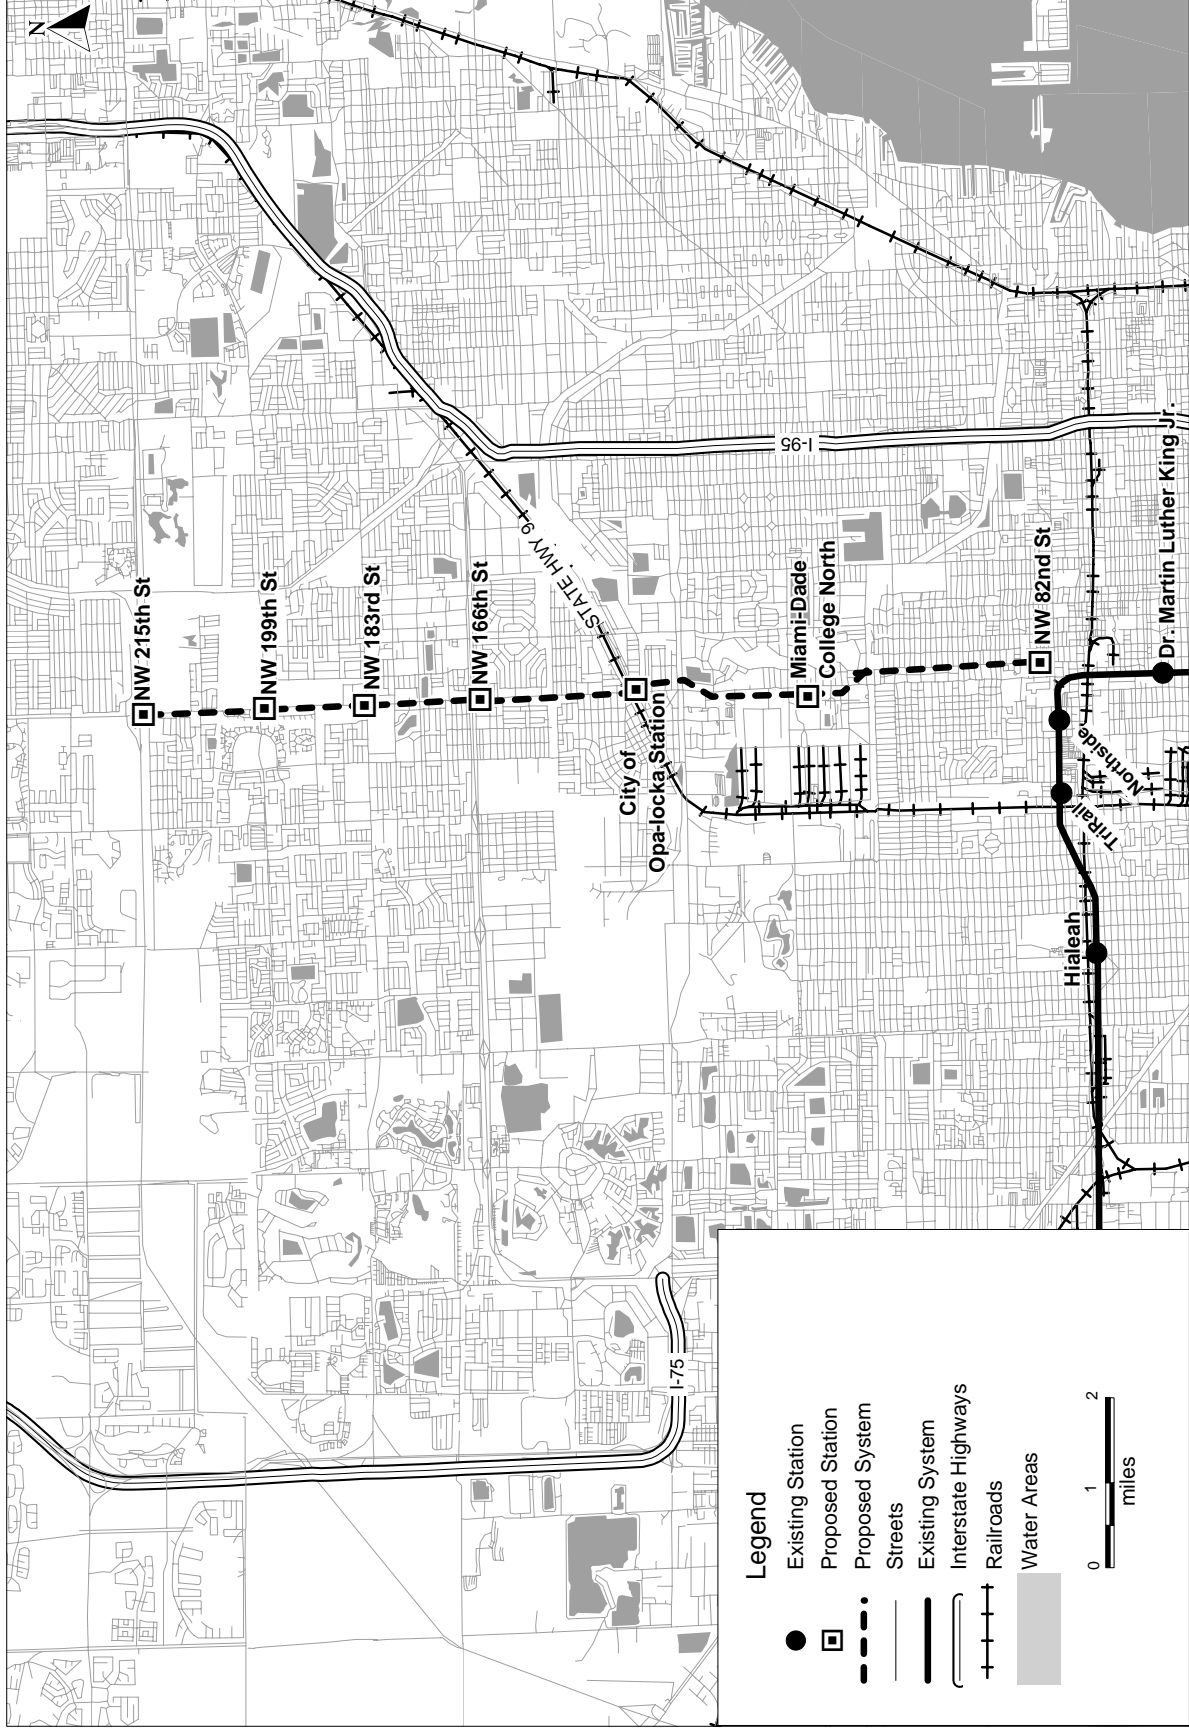 N
NW 215th St
NW 199th St
NW 183rd St
NW 166th St
STATE HWY 9
City of
Opa-locka Station
I-95
Miami-Dade
College North
NW 82nd St
Dr. Martin Luther King Jr.
Northside
TriRail
Hialeah
I-75
Legend
Existing Station
Proposed Station
Proposed System
Streets
Existing System
Interstate Highways
Railroads
Water Areas
0 1 2
miles